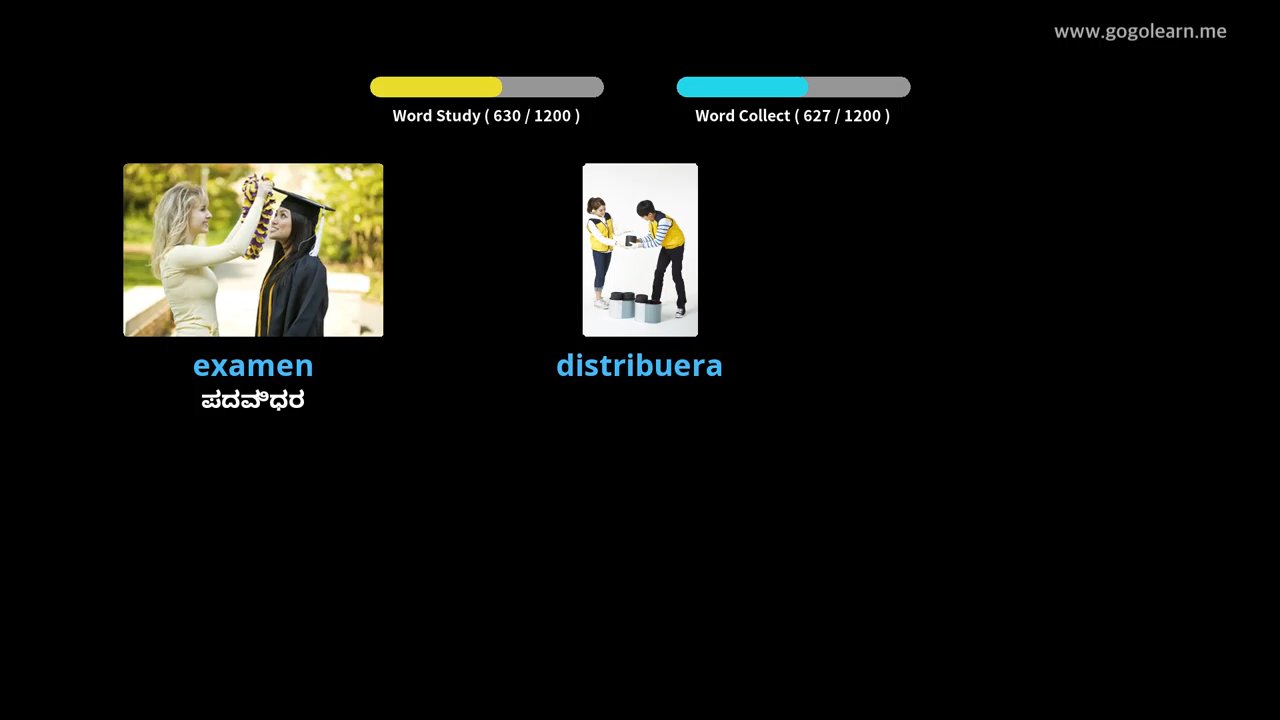 www.gogolearn.me
Word Study ( 630 / 1200 )
Word Collect ( 627 / 1200 )
examen
ಪದವೀಧರ
distribuera